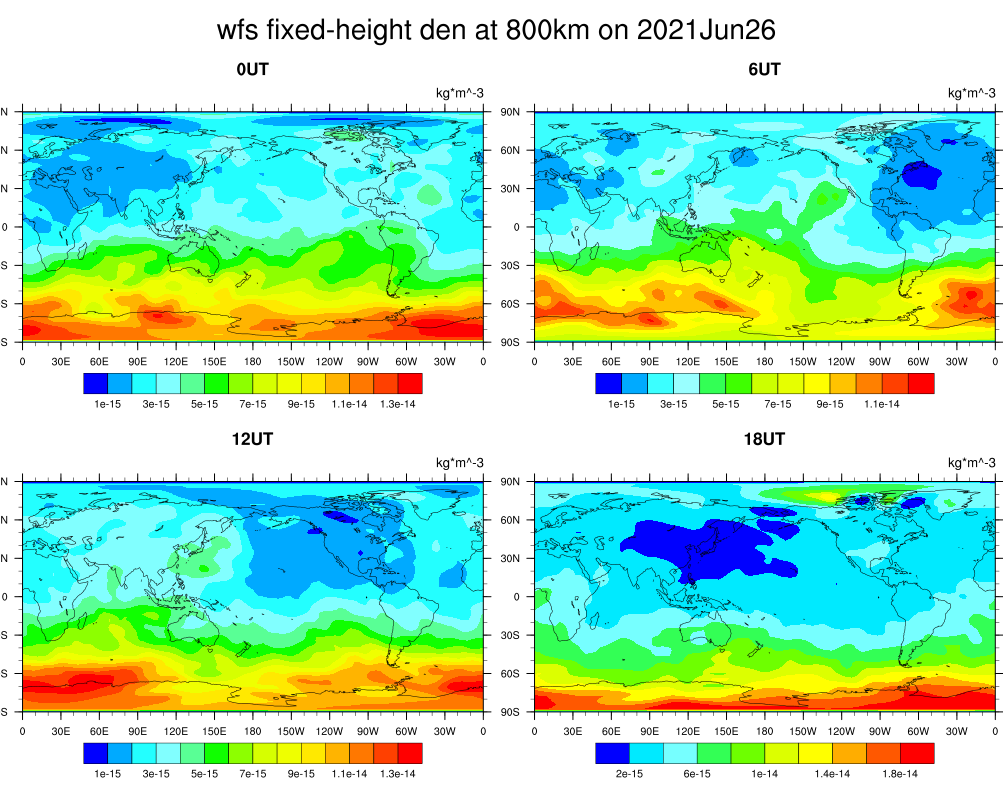 wfs fixed-height den at 800km on 2021Jun26
0UT 6UT
kg*m^-3 kg*m^-3
N 90N
60N 60N
N 30N
0 0
30S 30S
S 60S
S 90S
0 30E 60E 90E 120E 150E 180 150W 120W 90W 60W 30W 0 0 30E 60E 90E 120E 150E 180 150W 120W 90W 60W 30W 0
1e-15 3e-15 5e-15 7e-15 9e-15 1.1e-14 1.3e-14 1e-15 3e-15 5e-15 7e-15 9e-15 1.1e-14
12UT 18UT
kg*m^-3 kg*m^-3
N 90N
N 60N
N 30N
0 0
S 30S
S 60S
S 90S
0 30E 60E 90E 120E 150E 180 150W 120W 90W 60W 30W 0 0 30E 60E 90E 120E 150E 180 150W 120W 90W 60W 30W 0
1e-15 3e-15 5e-15 7e-15 9e-15 1.1e-14 1.3e-14 2e-15 6e-15 1e-14 1.4e-14 1.8e-14